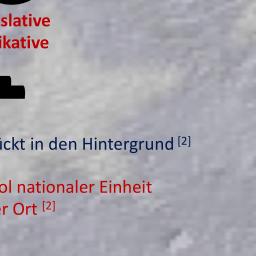 slative
ikative
ückt in den Hintergrund [2]
ol nationaler Einheit
er Ort [2]